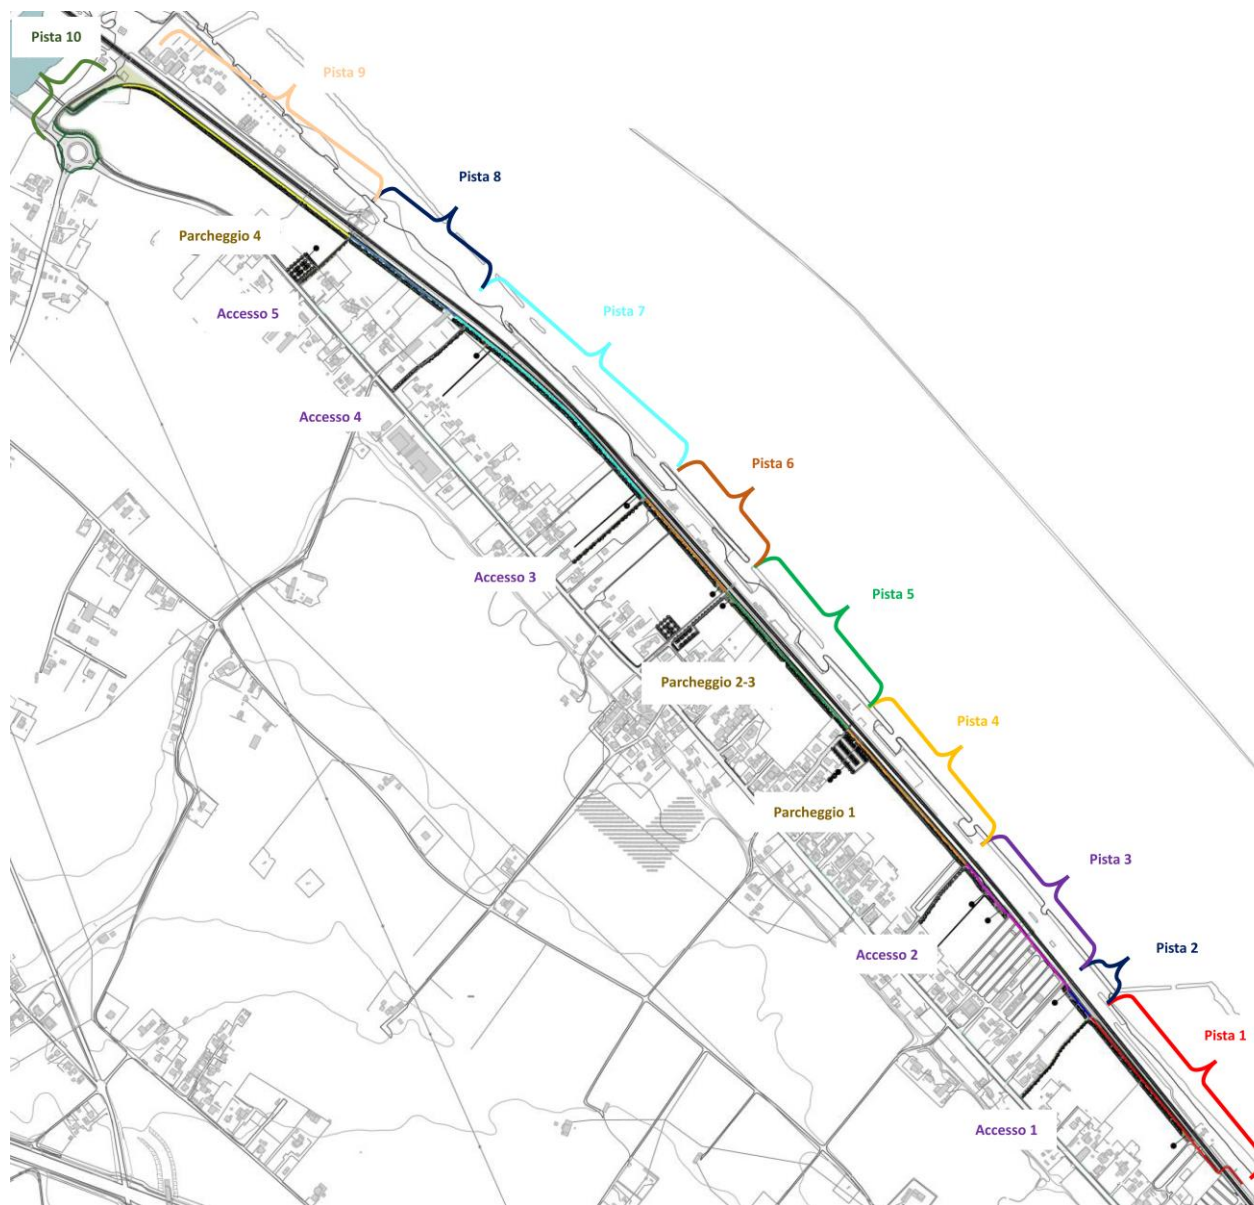 Pista 10
Pista 9
Pista 8
Parcheggio 4
Accesso 5
Pista 7
Accesso 4
Pista 6
Accesso 3
Pista 5
Parcheggio 2-3
Pista 4
Parcheggio 1
Pista 3
Accesso 2
Pista 2
Pista 1
Accesso 1